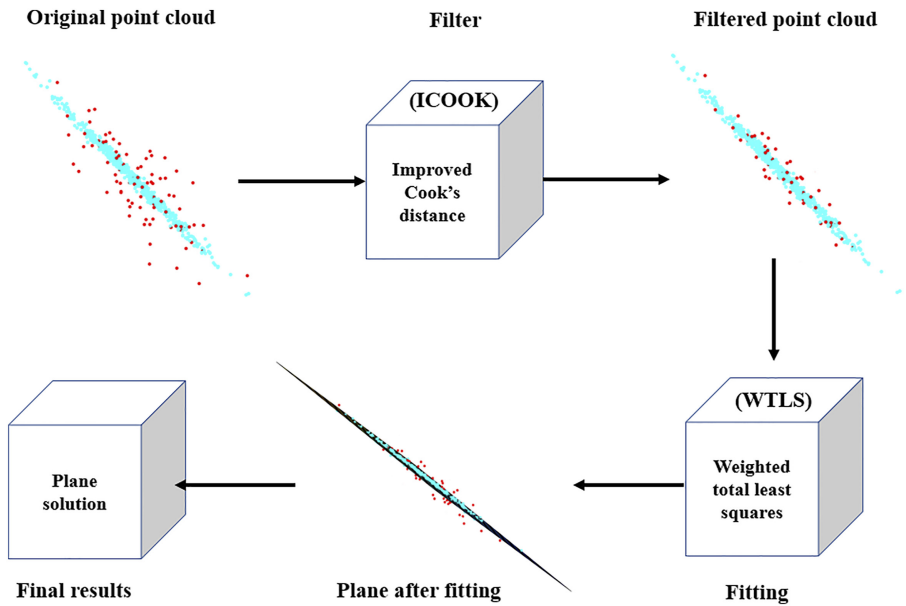 Original point cloud
Filter
Filtered point cloud
(ICOOK)
Improved
Cook's
distance
(WTLS)
Weighted
total least
squares
Plane
solution
Final results
Plane after fitting
Fitting